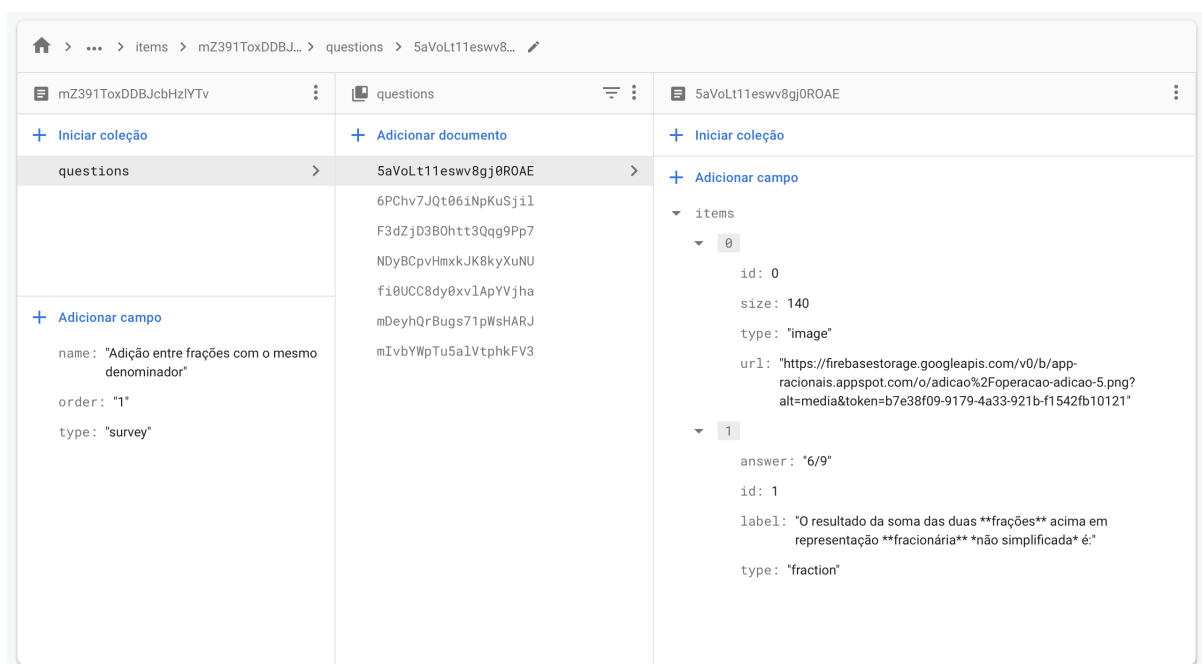 ... > items > mZ391ToxDDBJ... > questions > 5aVoLt11eswv8...
mZ391ToxDDBJcbHzlYTv
Iniciar coleção
questions
Adicionar campo
name: "Adição entre frações com o mesmo
denominador"
order: "1"
type: "survey"
questions
Adicionar documento
5aVoLt11eswv8gj0ROAE
6PChv7JQt06iNpKuSjil
F3dZjD3BOhtt3Qqg9Pp7
NDyBCpvHmxkJK8kyXuNU
fi0UCC8dy0xvlApYVjha
mDeyhQrBugs71pWsHARJ
mIvbYWpTu5alVtphkFV3
5aVoLt11eswv8gj0ROAE
Iniciar coleção
Adicionar campo
items
0
id: 0
size: 140
type: "image"
url: "https://firebasestorage.googleapis.com/v0/b/app-
racionais.appspot.com/o/adicao%2Foperacao-adicao-5.png?
alt=media&token=b7e38f09-9179-4a33-921b-f1542fb10121"
1
answer: "6/9"
id: 1
label: "O resultado da soma das duas **frações** acima em
representação **fracionária** *não simplificada* é:"
type: "fraction"